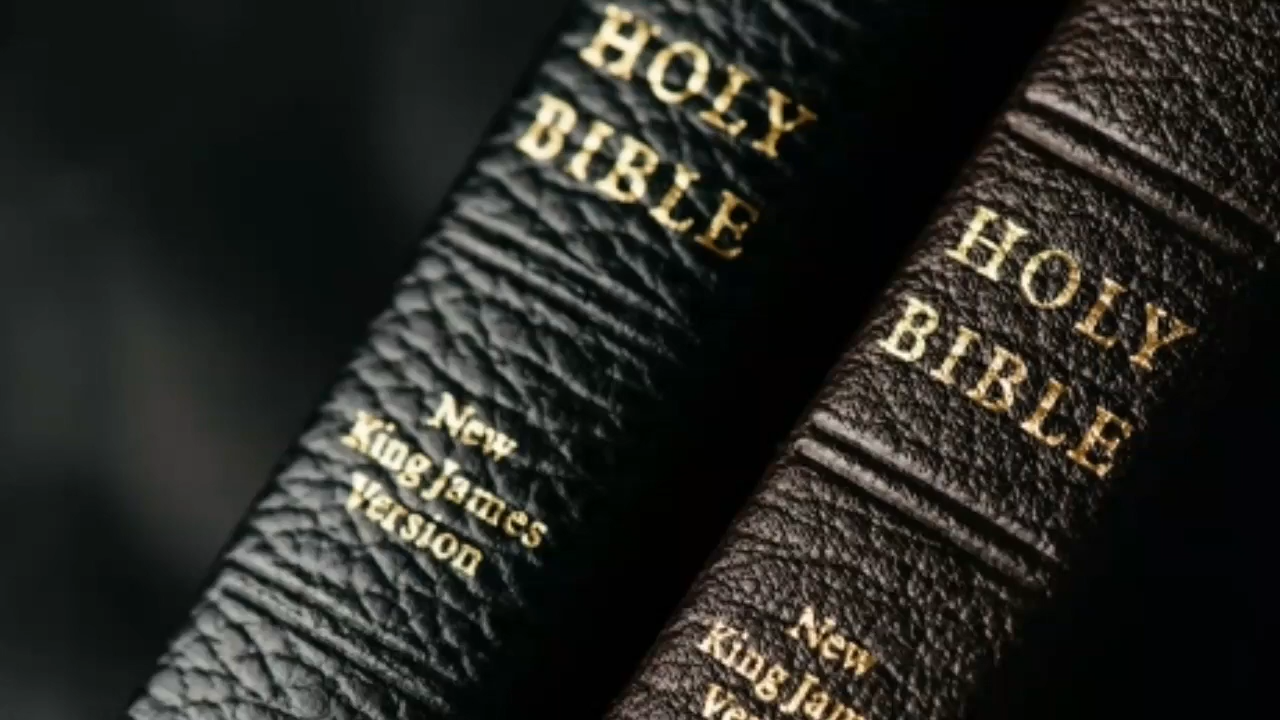 HOLY
BIBLE
New
King James
Version
HOLY
BIBLE
New
King